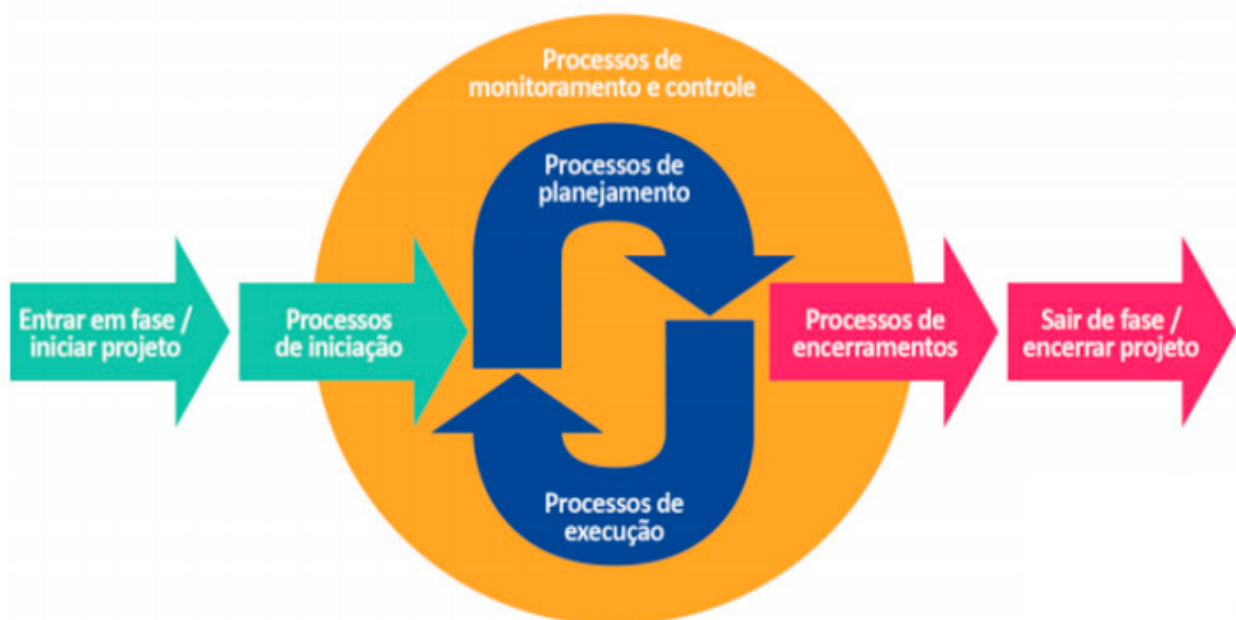 Processos de
monitoramento e controle
Processos de
planejamento
Entrar em fase /
iniciar projeto
Processos
de iniciação
Processos de
encerramentos
Sair de fase /
encerrar projeto
Processos de
execução